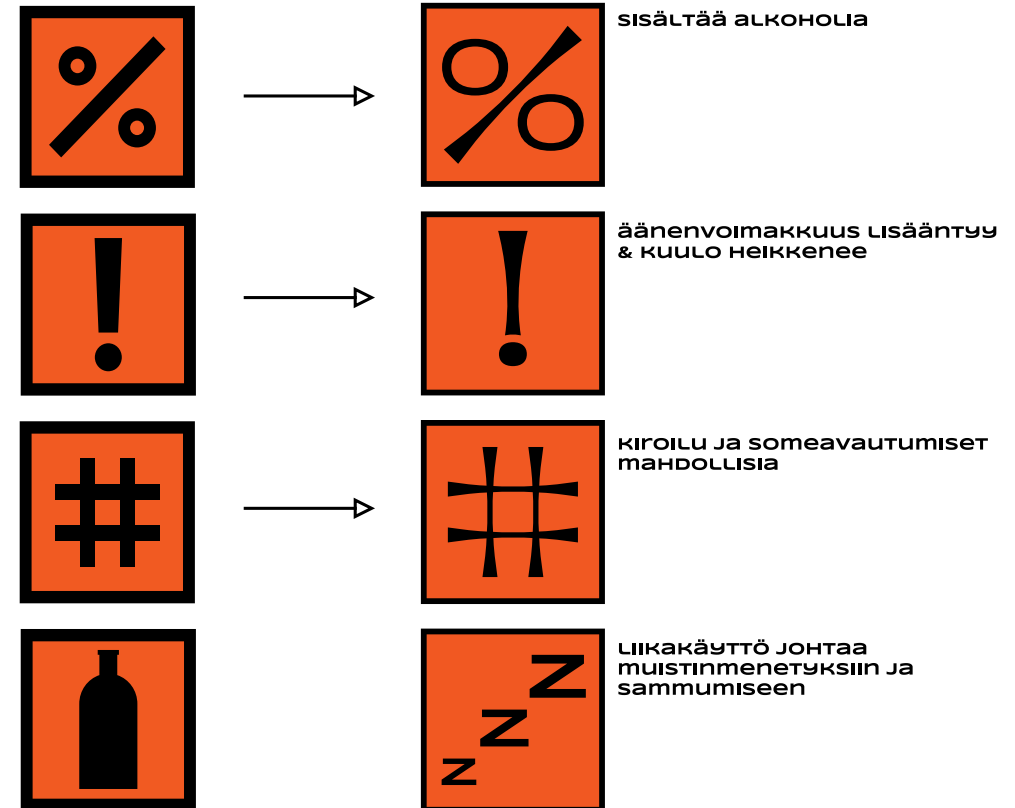 %
%
SISÄLTÄÄ ALKOHOLIA
!
!
ÄÄNENVOIMAKKUUS LISÄÄNTYY
& KUULO HEIKKENEE
#
#
KIROILU JA SOMEAVAUTUMISET
MAHDOLLISIA
Z
Z
Z
LIIKAKÄYTTÖ JOHTAA
MUISTINMENETYKSIIN JA
SAMMUMISEEN